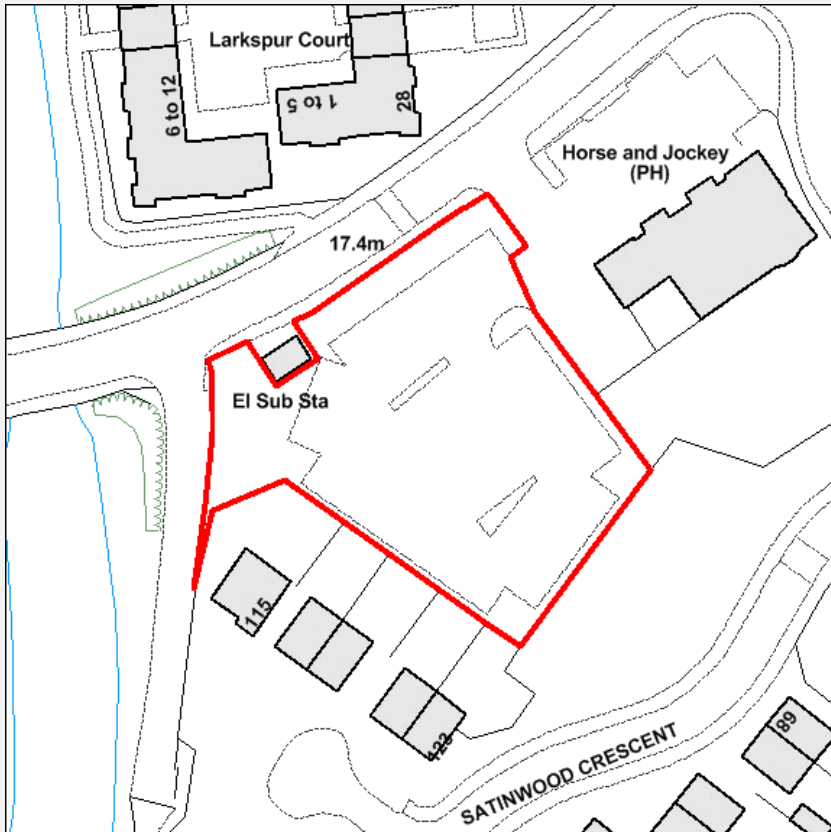 Larkspur Court
6 to 12
1 to 5
28
Horse and Jockey
(PH)
17.4m
El Sub Sta
115
123
89
SATINWOOD CRESCENT